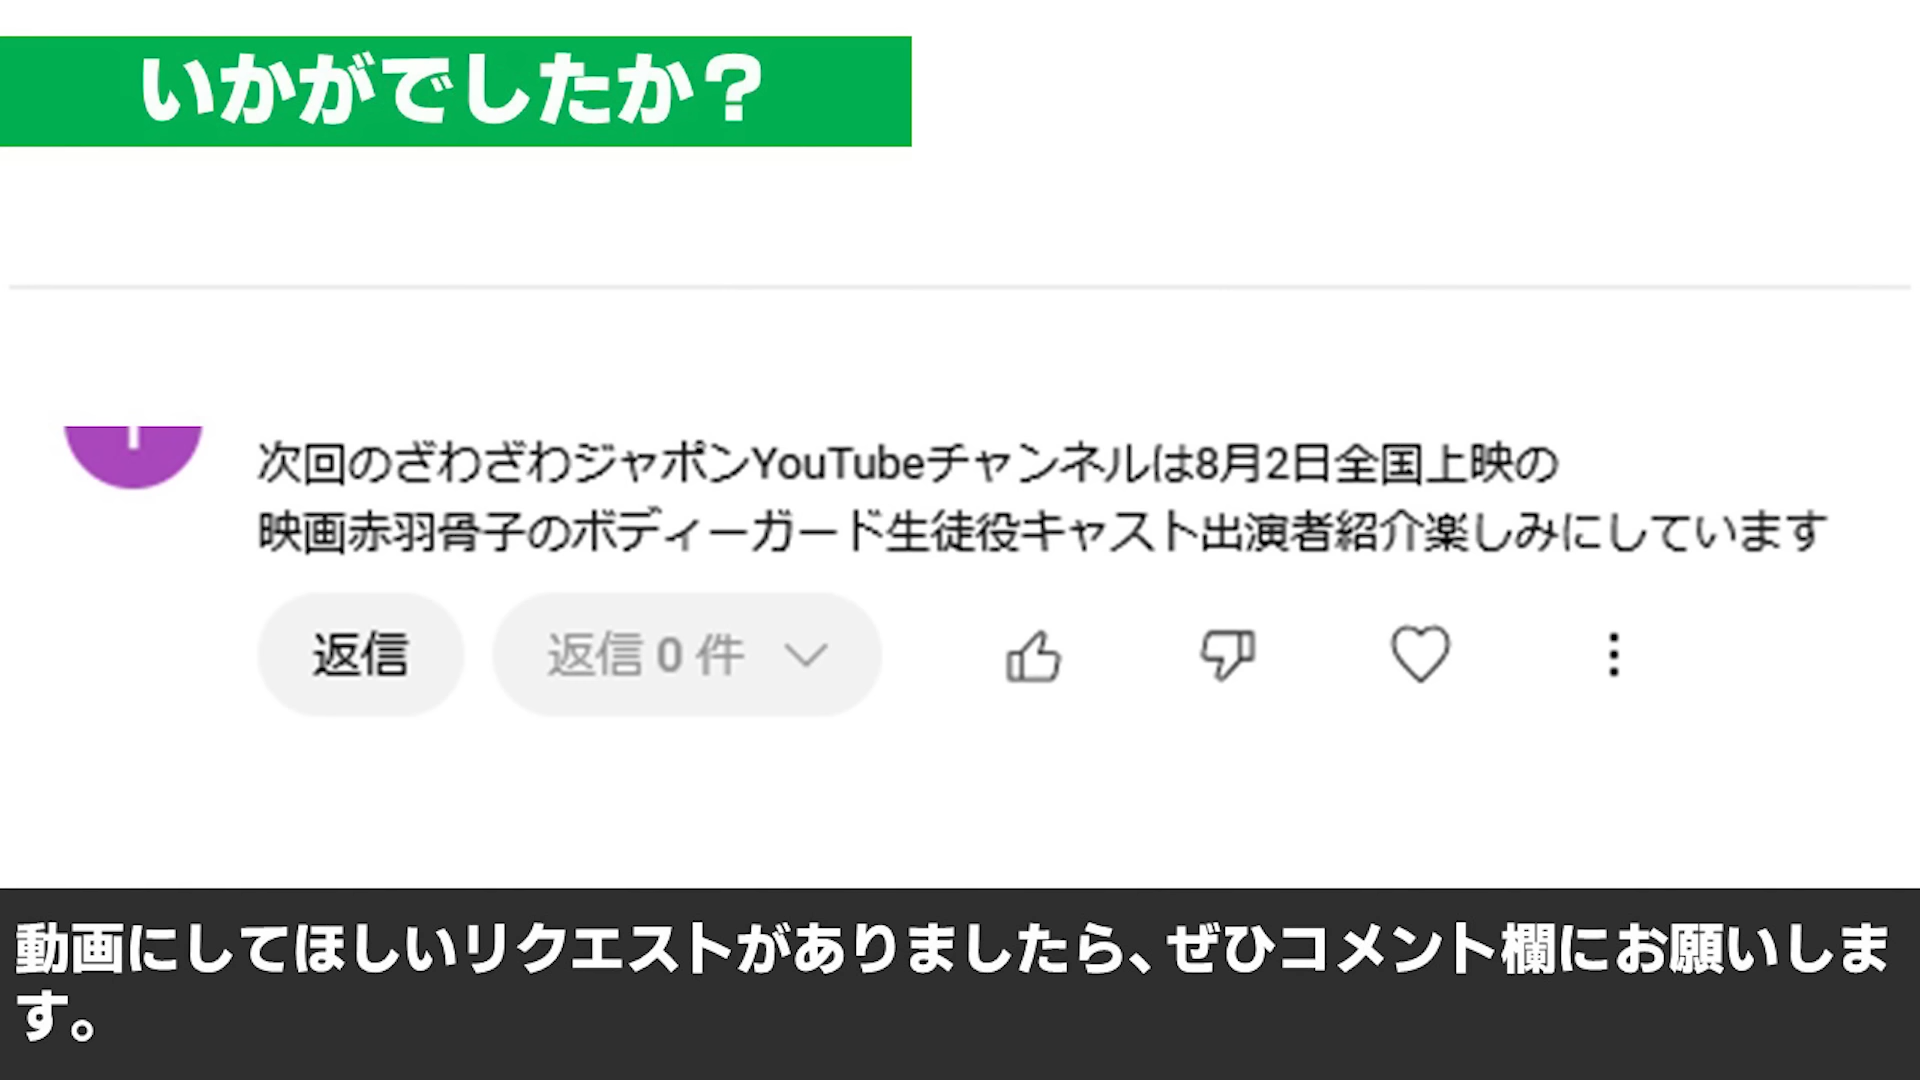 いかがでしたか？
次回のざわざわジャポンYouTubeチャンネルは8月2日全国上映の
映画赤羽骨子のボディーガード生徒役キャスト出演者紹介楽しみにしています
返信
返信 0 件
動画にしてほしいリクエストがありましたら、ぜひコメント欄にお願いしま
す。